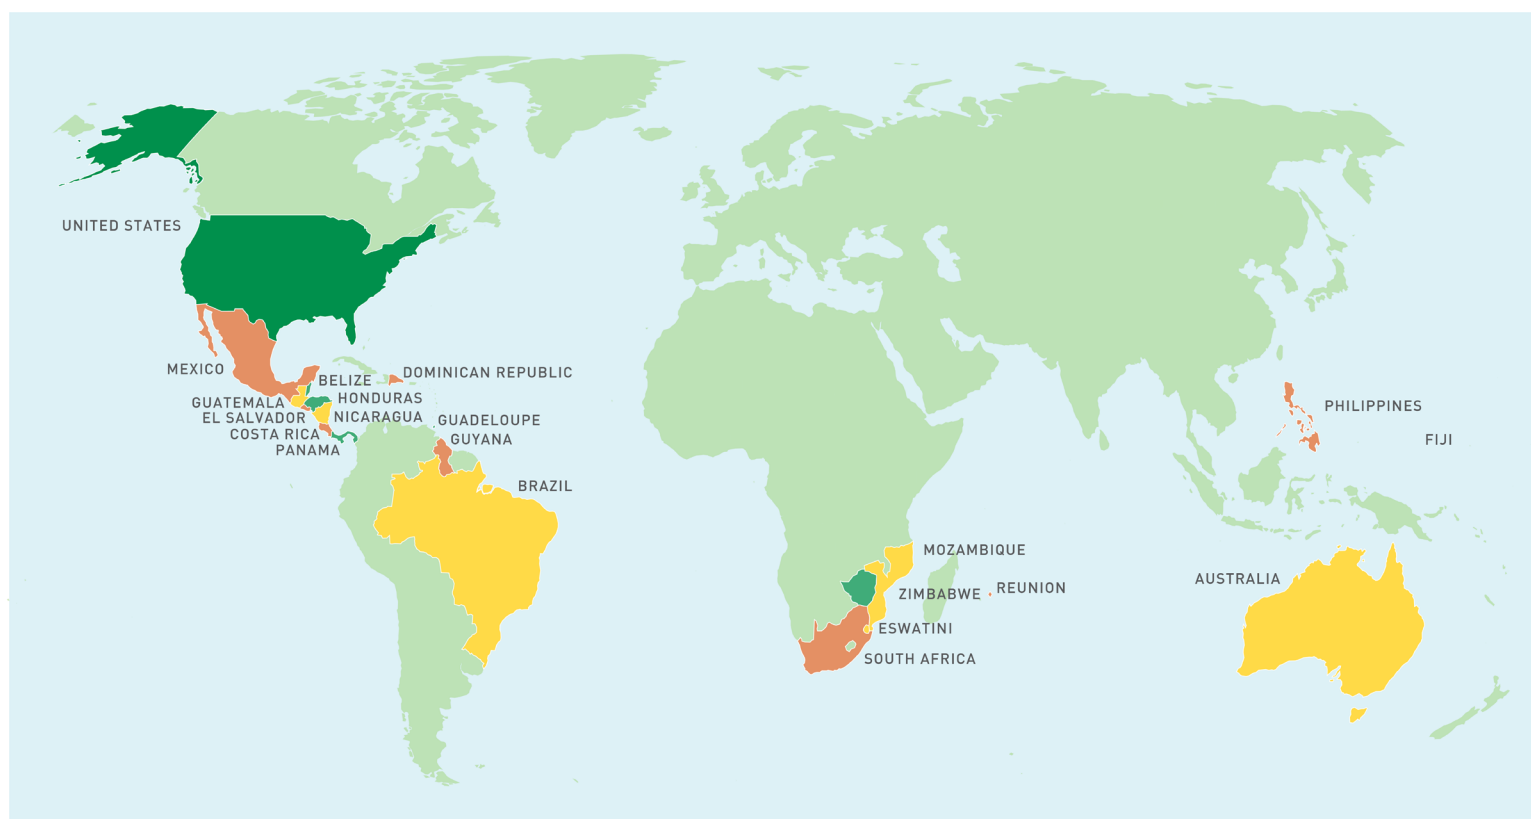 UNITED STATES
MEXICO
DOMINICAN REPUBLIC
BELIZE
HONDURAS
GUATEMALA
EL SALVADOR
NICARAGUA
COSTA RICA
PANAMA
GUADELOUPE
GUYANA
BRAZIL
PHILIPPINES
FIJI
MOZAMBIQUE
ZIMBABWE
REUNION
ESWATINI
SOUTH AFRICA
AUSTRALIA